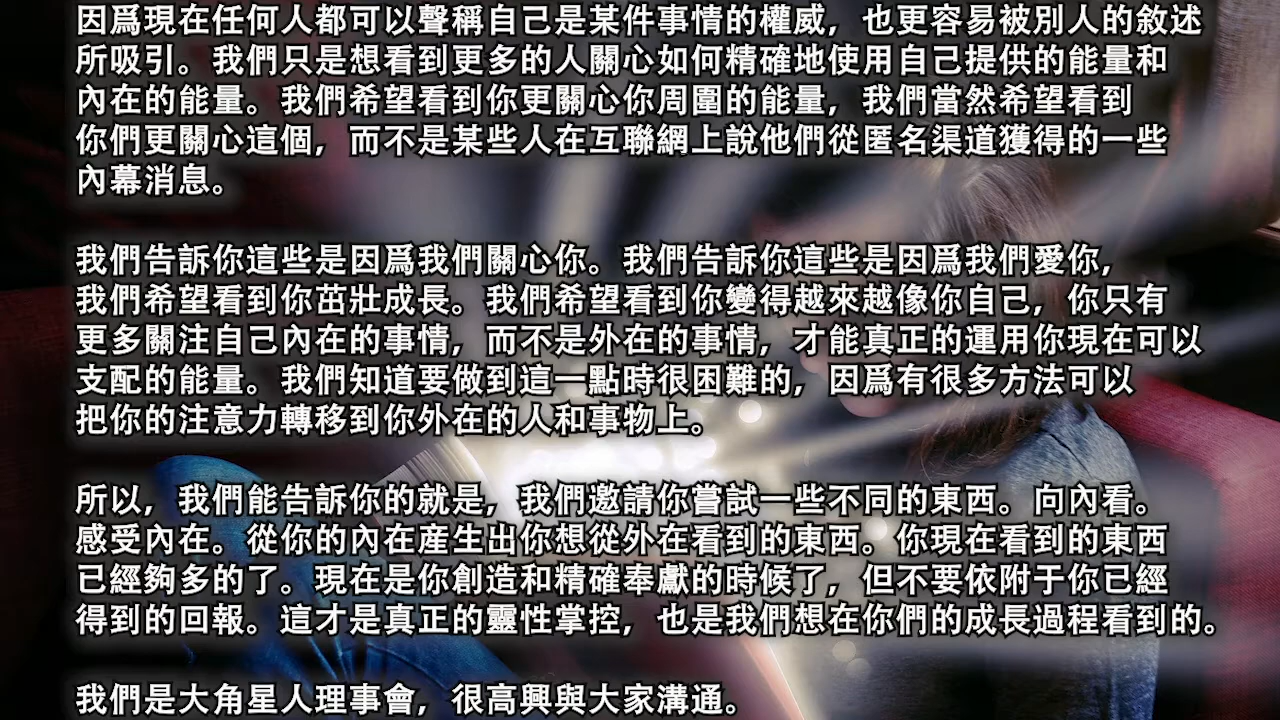 因爲現在任何人都可以聲稱自己是某件事情的權威，也更容易被別人的敘述
所吸引。我們只是想看到更多的人關心如何精確地使用自己提供的能量和
內在的能量。我們希望看到你更關心你周圍的能量，我們當然希望看到
你們更關心這個，而不是某些人在互聯網上說他們從匿名渠道獲得的一些
內幕消息。
我們告訴你這些是因爲我們關心你。我們告訴你這些是因爲我們愛你，
我們希望看到你茁壯成長。我們希望看到你變得越來越像你自己，你只有
更多關注自己內在的事情，而不是外在的事情，才能真正的運用你現在可以
支配的能量。我們知道要做到這一點時很困難的，因爲有很多方法可以
把你的注意力轉移到你外在的人和事物上。
所以，我們能告訴你的就是，我們邀請你嘗試一些不同的東西。向內看。
感受內在。從你的內在産生出你想從外在看到的東西。你現在看到的東西
已經夠多的了。現在是你創造和精確奉獻的時候了，但不要依附于你已經
得到的回報。這才是真正的靈性掌控，也是我們想在你們的成長過程看到的。
我們是大角星人理事會，很高興與大家溝通。